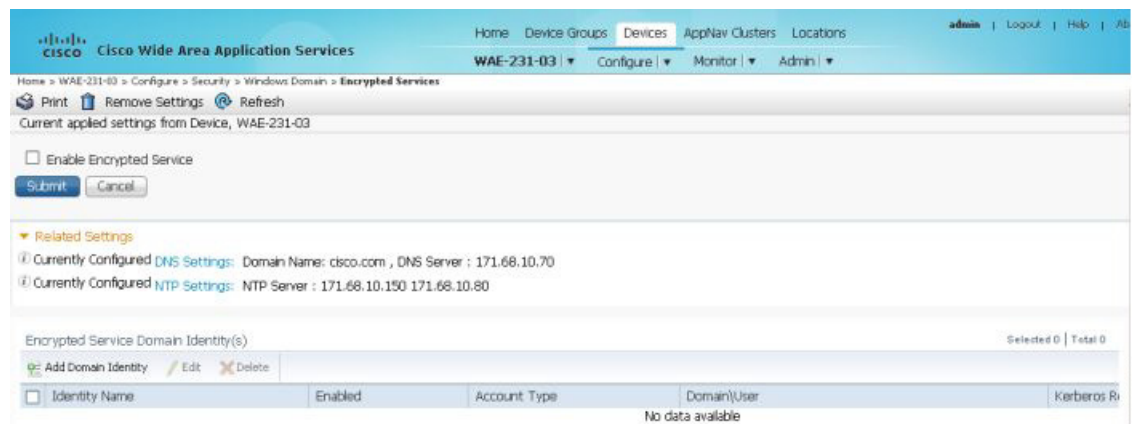 Home Device Groups Devices AppNav Clusters Locations
admin | Logout | Help | Ab
CISCO Cisco Wide Area Application Services
WAE-231-03 | Configure | Monitor | Admin |
Home > WAE-231-03 > Configure > Security > Windows Domain > Encrypted Services
Print Remove Settings Refresh
Current applied settings from Device, WAE-231-03
Enable Encrypted Service
Submit Cancel
Related Settings
Currently Configured DNS Settings: Domain Name: cisco.com , DNS Server : 171.68.10.70
Currently Configured NTP Settings: NTP Server : 171.68.10.150 171.68.10.80
Encrypted Service Domain Identity(s)
Selected 0 | Total 0
Add Domain Identity Edit Delete
Identity Name Enabled Account Type Domain\User Kerberos R
No data available